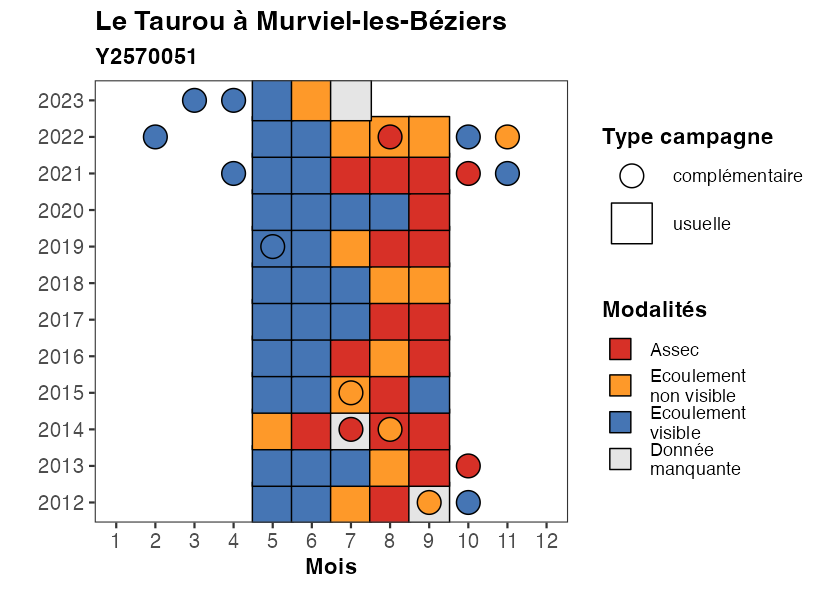 Le Taurou à Murviel-les-Béziers
Y2570051
2023
2022
2021
2020
2019
2018
2017
2016
2015
2014
2013
2012
1 2 3 4 5 6 7 8 9 10 11 12
Mois
Type campagne
complémentaire
usuelle
Modalités
Assec
Ecoulement
non visible
Ecoulement
visible
Donnée
manquante